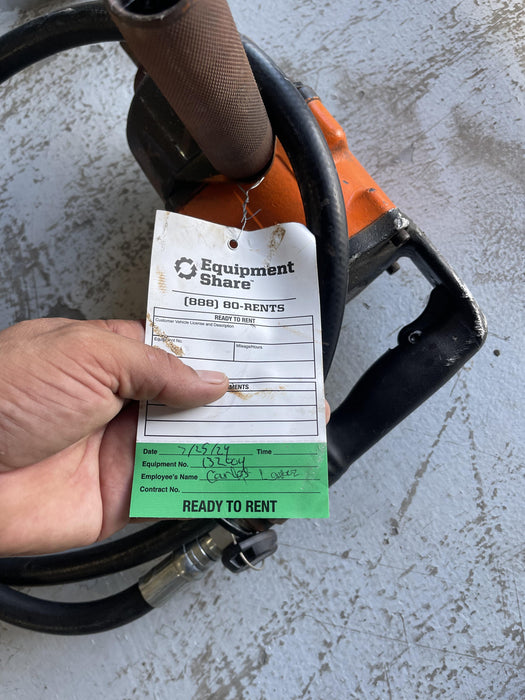 Equipment
Share
(888) 80-RENTS
READY TO RENT
Customer Vehicle License and Description
Mileage/Hours
Date 7/25/24 Time
Equipment No.
Employee's Name Carlos
Contract No.
READY TO RENT